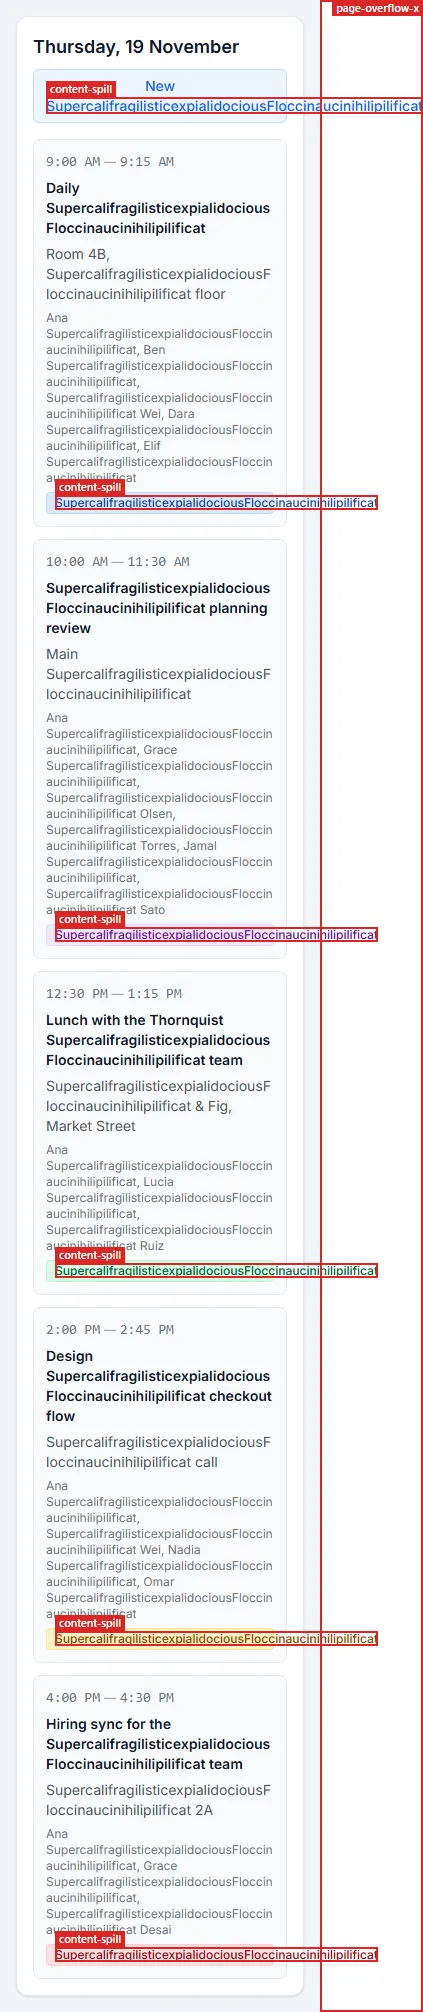 page-overflow-x
Thursday, 19 November
content-spill
New
SupercalifragilisticexpialidociousFloccinaucinihilipilificat
9:00 AM — 9:15 AM
Daily
Supercalifragilisticexpialidocious
Floccinaucinihilipilificat
Room 4B,
SupercalifragilisticexpialidociousF
loccinaucinihilipilificat floor
Ana
SupercalifragilisticexpialidociousFloccin
aucinihilipilificat, Ben
SupercalifragilisticexpialidociousFloccin
aucinihilipilificat,
SupercalifragilisticexpialidociousFloccin
aucinihilipilificat Wei, Dara
SupercalifragilisticexpialidociousFloccin
aucinihilipilificat, Elif
SupercalifragilisticexpialidociousFloccin
aucinihilipilificat
content-spill
SupercalifragilisticexpialidociousFloccinaucinihilipilificat
10:00 AM — 11:30 AM
Supercalifragilisticexpialidocious
Floccinaucinihilipilificat planning
review
Main
SupercalifragilisticexpialidociousF
loccinaucinihilipilificat
Ana
SupercalifragilisticexpialidociousFloccin
aucinihilipilificat, Grace
SupercalifragilisticexpialidociousFloccin
aucinihilipilificat,
SupercalifragilisticexpialidociousFloccin
aucinihilipilificat Olsen,
SupercalifragilisticexpialidociousFloccin
aucinihilipilificat Torres, Jamal
SupercalifragilisticexpialidociousFloccin
aucinihilipilificat,
SupercalifragilisticexpialidociousFloccin
aucinihilipilificat Sato
content-spill
SupercalifragilisticexpialidociousFloccinaucinihilipilificat
12:30 PM — 1:15 PM
Lunch with the Thornquist
Supercalifragilisticexpialidocious
Floccinaucinihilipilificat team
SupercalifragilisticexpialidociousF
loccinaucinihilipilificat & Fig,
Market Street
Ana
SupercalifragilisticexpialidociousFloccin
aucinihilipilificat, Lucia
SupercalifragilisticexpialidociousFloccin
aucinihilipilificat,
SupercalifragilisticexpialidociousFloccin
aucinihilipilificat Ruiz
content-spill
SupercalifragilisticexpialidociousFloccinaucinihilipilificat
2:00 PM — 2:45 PM
Design
Supercalifragilisticexpialidocious
Floccinaucinihilipilificat checkout
flow
SupercalifragilisticexpialidociousF
loccinaucinihilipilificat call
Ana
SupercalifragilisticexpialidociousFloccin
aucinihilipilificat,
SupercalifragilisticexpialidociousFloccin
aucinihilipilificat Wei, Nadia
SupercalifragilisticexpialidociousFloccin
aucinihilipilificat, Omar
SupercalifragilisticexpialidociousFloccin
aucinihilipilificat
content-spill
SupercalifragilisticexpialidociousFloccinaucinihilipilificat
4:00 PM — 4:30 PM
Hiring sync for the
Supercalifragilisticexpialidocious
Floccinaucinihilipilificat team
SupercalifragilisticexpialidociousF
loccinaucinihilipilificat 2A
Ana
SupercalifragilisticexpialidociousFloccin
aucinihilipilificat, Grace
SupercalifragilisticexpialidociousFloccin
aucinihilipilificat,
SupercalifragilisticexpialidociousFloccin
aucinihilipilificat Desai
content-spill
SupercalifragilisticexpialidociousFloccinaucinihilipilificat